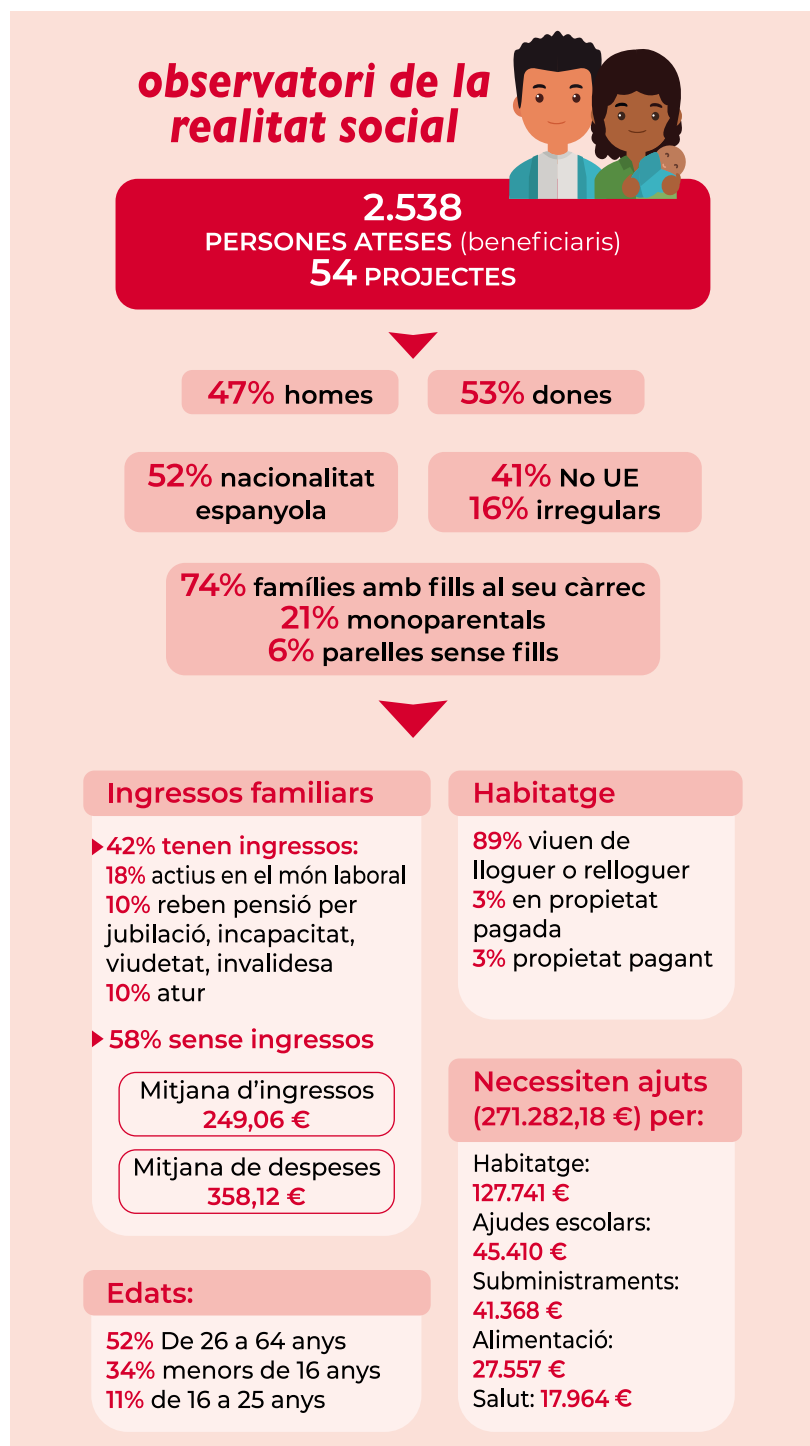 observatori de la
realitat social
2.538
PERSONES ATESES (beneficiaris)
54 PROJECTES
47% homes
53% dones
52% nacionalitat
espanyola
41% No UE
16% irregulars
74% famílies amb fills al seu càrrec
21% monoparentals
6% parelles sense fills
Ingressos familiars
42% tenen ingressos:
18% actius en el món laboral
10% reben pensió per
jubilació, incapacitat,
viudetat, invalidesa
10% atur
58% sense ingressos
Mitjana d'ingressos
249,06 €
Mitjana de despeses
358,12 €
Edats:
52% De 26 a 64 anys
34% menors de 16 anys
11% de 16 a 25 anys
Habitatge
89% viuen de
lloguer o relloguer
3% en propietat
pagada
3% propietat pagant
Necessiten ajuts
(271.282,18 €) per:
Habitatge:
127.741 €
Ajudes escolars:
45.410 €
Subministraments:
41.368 €
Alimentació:
27.557 €
Salut: 17.964 €